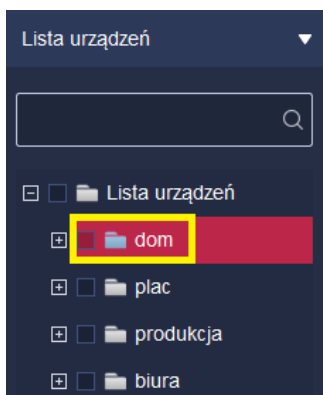 Lista urządzeń
Lista urządzeń
dom
plac
produkcja
biura